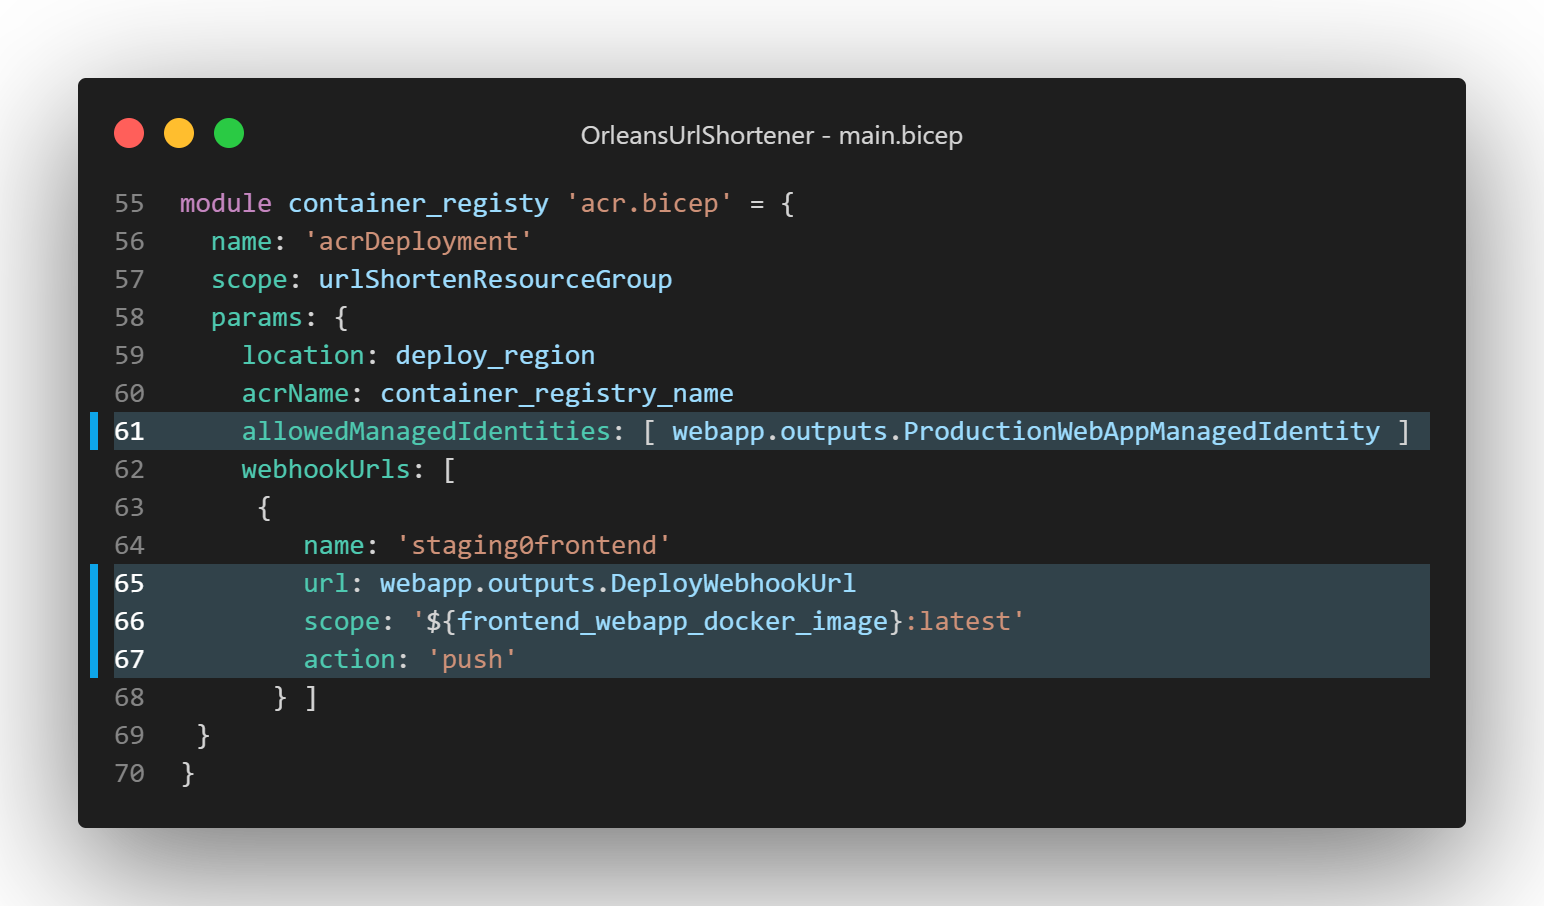 OrleansUrlShortener - main.bicep
55 module container_registy 'acr.bicep' = {
56   name: 'acrDeployment'
57   scope: urlShortenResourceGroup
58   params: {
59     location: deploy_region
60     acrName: container_registry_name
61     allowedManagedIdentities: [ webapp.outputs.ProductionWebAppManagedIdentity ]
62     webhookUrls: [
63      {
64         name: 'staging0frontend'
65         url: webapp.outputs.DeployWebhookUrl
66         scope: '${frontend_webapp_docker_image}:latest'
67         action: 'push'
68       } ]
69  }
70 }